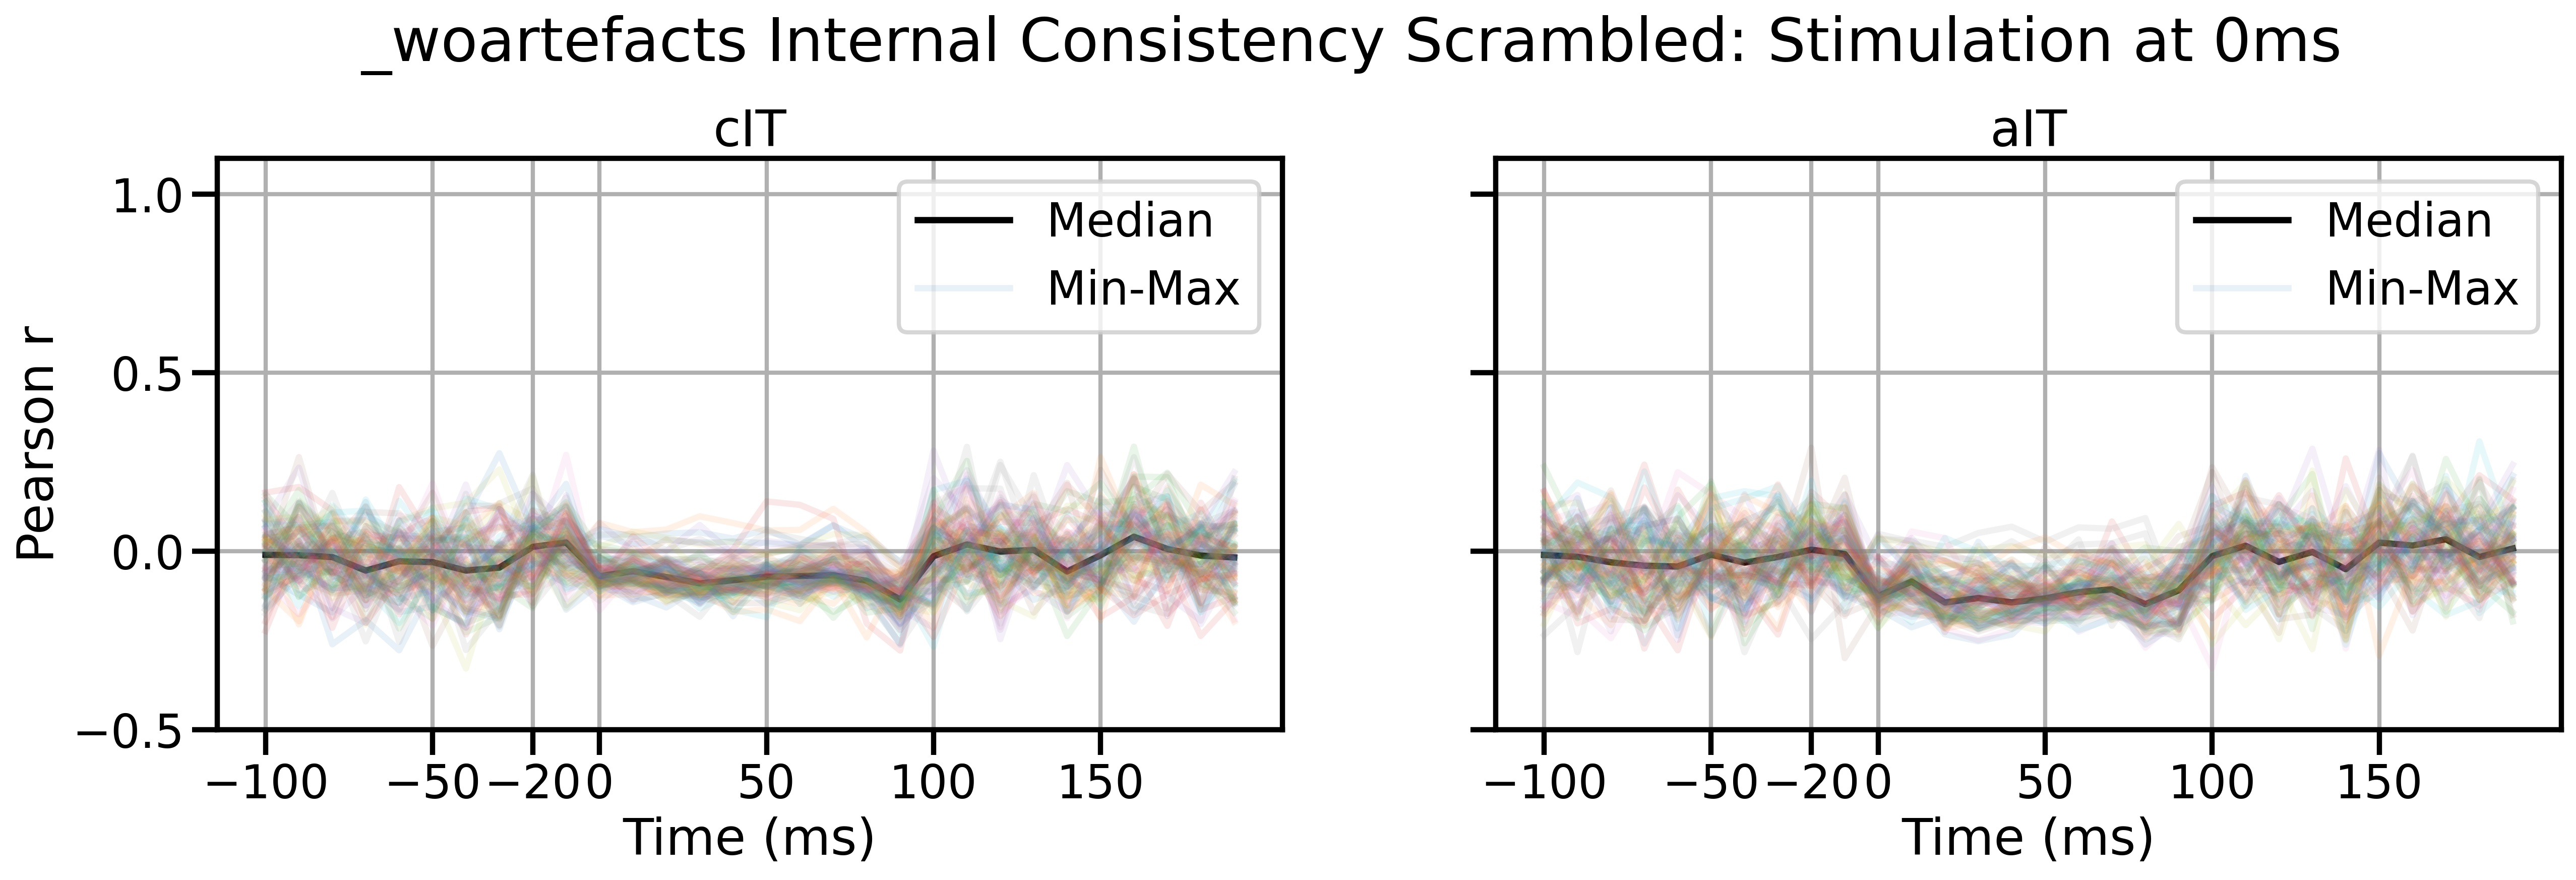 _woartefacts Internal Consistency Scrambled: Stimulation at 0ms
cIT
aIT
Median
Min-Max
Median
Min-Max
Pearson r
1.0
0.5
0.0
−0.5
−100 −50 −20 0 50 100 150
−100 −50 −20 0 50 100 150
Time (ms)
Time (ms)